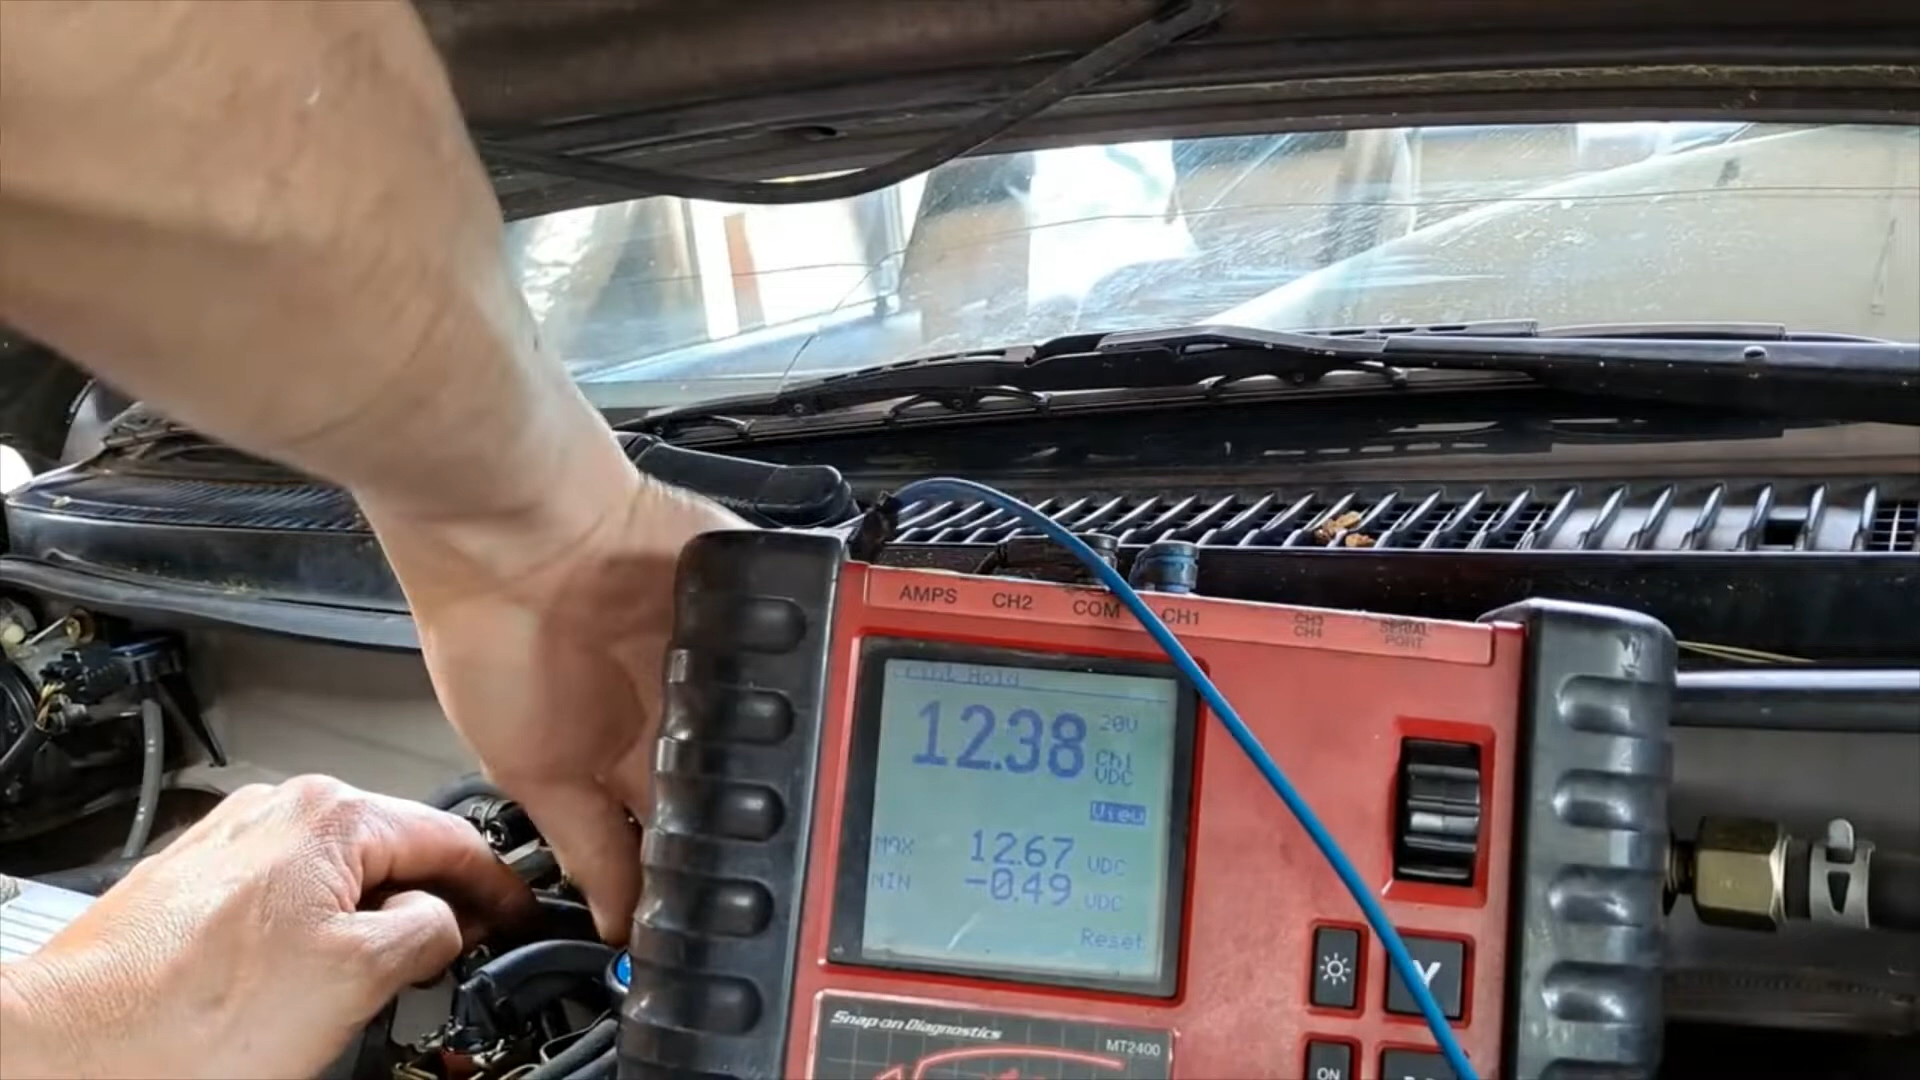 AMPS CH2 COM CH1 CH3 SERIAL
CH4 PORT
Hold
12.38 20V
Ch1
VDC
View
MAX 12.67 VDC
MIN -0.49 VDC
Reset
Y
Snap-on Diagnostics
MT2400
ON